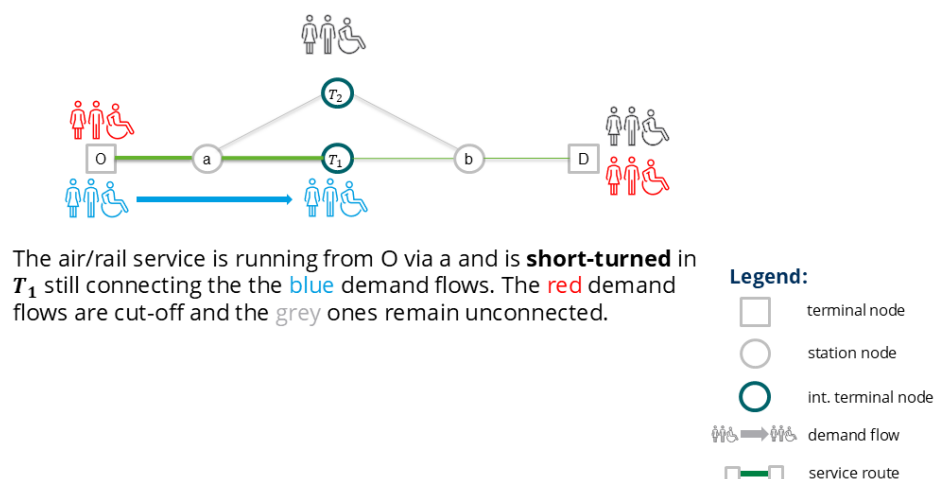 T₂
O
a
T₁
b
D
The air/rail service is running from O via a and is short-turned in
T₁ still connecting the the blue demand flows. The red demand
flows are cut-off and the grey ones remain unconnected.
Legend:
terminal node
station node
int. terminal node
demand flow
service route